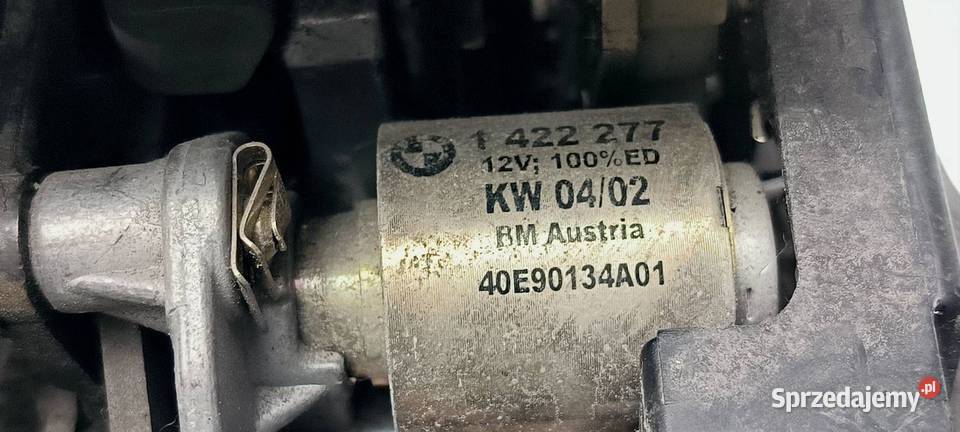 1 422 277
12V; 100%ED
KW 04/02
BM Austria
40E90134A01
Sprzedajemy.pl